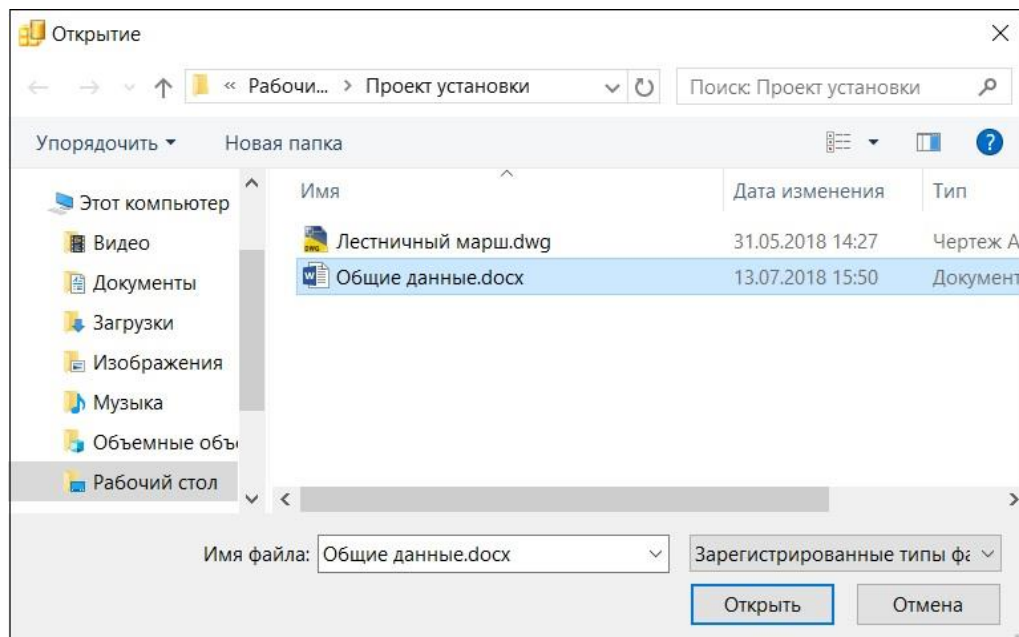 Открытие
« Рабочи... > Проект установки
Поиск: Проект установки
Упорядочить Новая папка
?
Имя Дата изменения Тип
Этот компьютер
Видео
Документы
Загрузки
Изображения
Музыка
Объемные объ
Рабочий стол
DWG Лестничный марш.dwg 31.05.2018 14:27 Чертеж А
W Общие данные.docx 13.07.2018 15:50 Документ
Имя файла: Общие данные.docx Зарегистрированные типы фа
Открыть Отмена